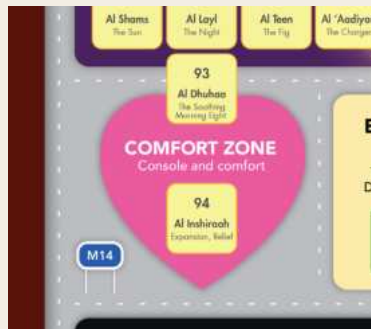 Al Shams
The Sun
Al Layl
The Night
Al Teen
The Fig
Al ‘Aadiya
The Charger
93
Al Dhuhaa
The Soothing
Morning Light
COMFORT ZONE
Console and comfort
94
Al Inshiraah
Expansion, Relief
M14